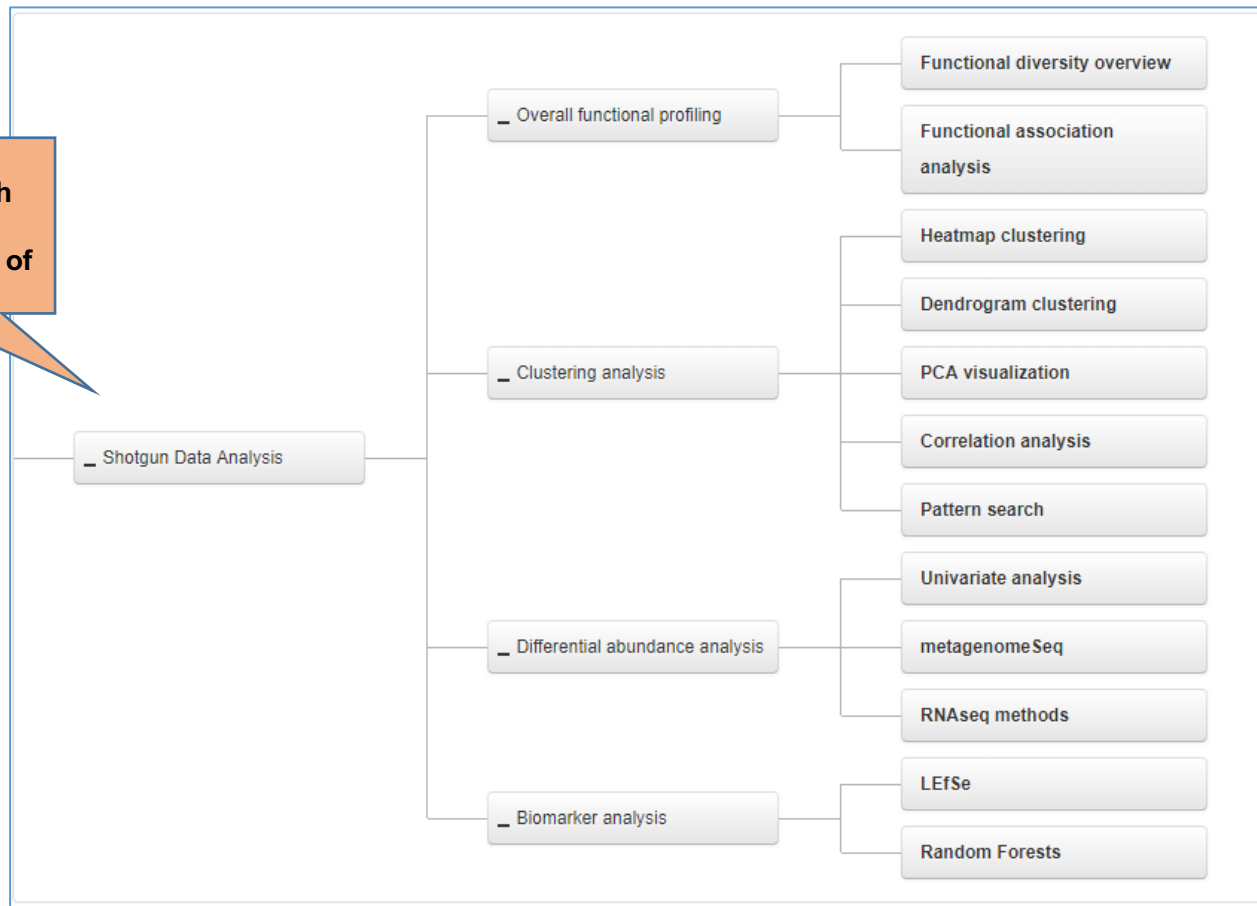 h
of
_ Shotgun Data Analysis
_ Overall functional profiling
Functional diversity overview
Functional association
analysis
_ Clustering analysis
Heatmap clustering
Dendrogram clustering
PCA visualization
Correlation analysis
Pattern search
_ Differential abundance analysis
Univariate analysis
metagenomeSeq
RNAseq methods
_ Biomarker analysis
LEfSe
Random Forests